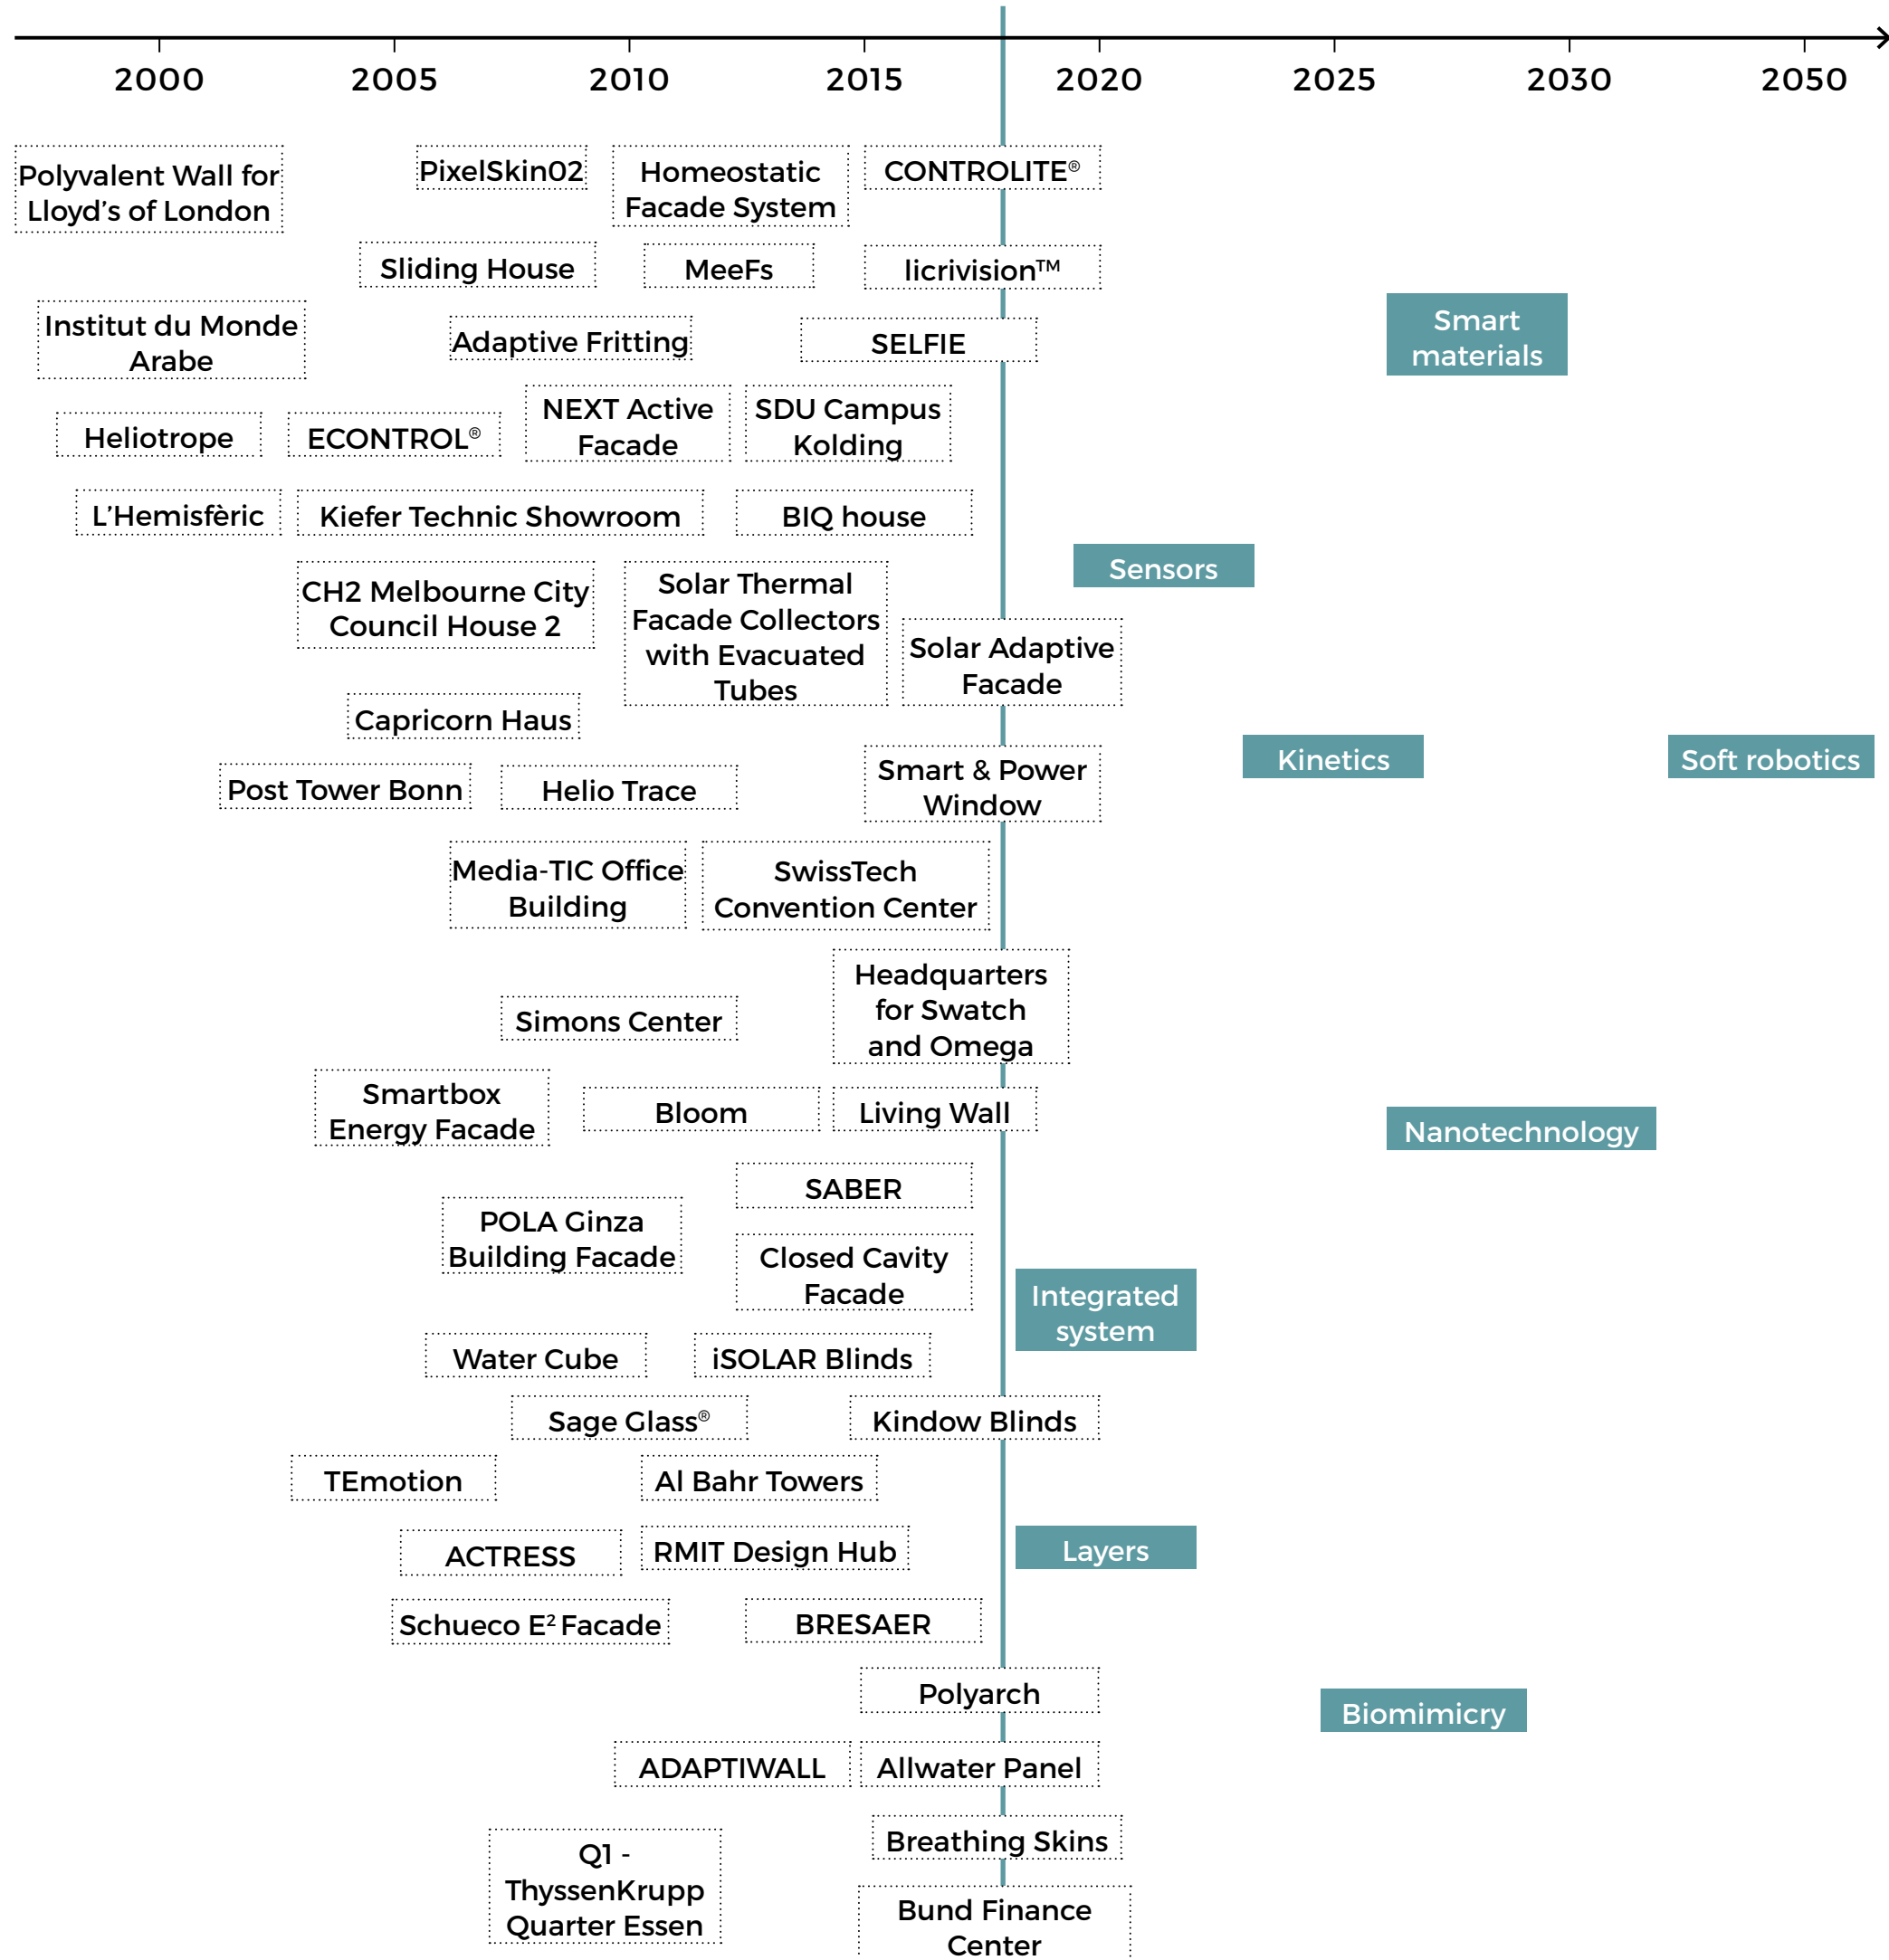 2000 2005 2010 2015 2020 2025 2030 2050
Polyvalent Wall for
Lloyd's of London
PixelSkin02
Homeostatic
Facade System
CONTROLITE®
Sliding House
MeeFs
licrivision™
Institut du Monde
Arabe
Adaptive Fritting
SELFIE
Smart
materials
Heliotrope
ECONTROL®
NEXT Active
Facade
SDU Campus
Kolding
L'Hemisfèric
Kiefer Technic Showroom
BIQ house
CH2 Melbourne City
Council House 2
Solar Thermal
Facade Collectors
with Evacuated
Tubes
Sensors
Solar Adaptive
Facade
Capricorn Haus
Post Tower Bonn
Helio Trace
Smart & Power
Window
Kinetics
Soft robotics
Media-TIC Office
Building
SwissTech
Convention Center
Simons Center
Headquarters
for Swatch
and Omega
Smartbox
Energy Facade
Bloom
Living Wall
Nanotechnology
SABER
POLA Ginza
Building Facade
Closed Cavity
Facade
Integrated
system
Water Cube
iSOLAR Blinds
Sage Glass®
Kindow Blinds
TEmotion
Al Bahr Towers
ACTRESS
RMIT Design Hub
Layers
Schueco E² Facade
BRESAER
Polyarch
Biomimicry
ADAPTIWALL
Allwater Panel
Breathing Skins
Q1 -
ThyssenKrupp
Quarter Essen
Bund Finance
Center